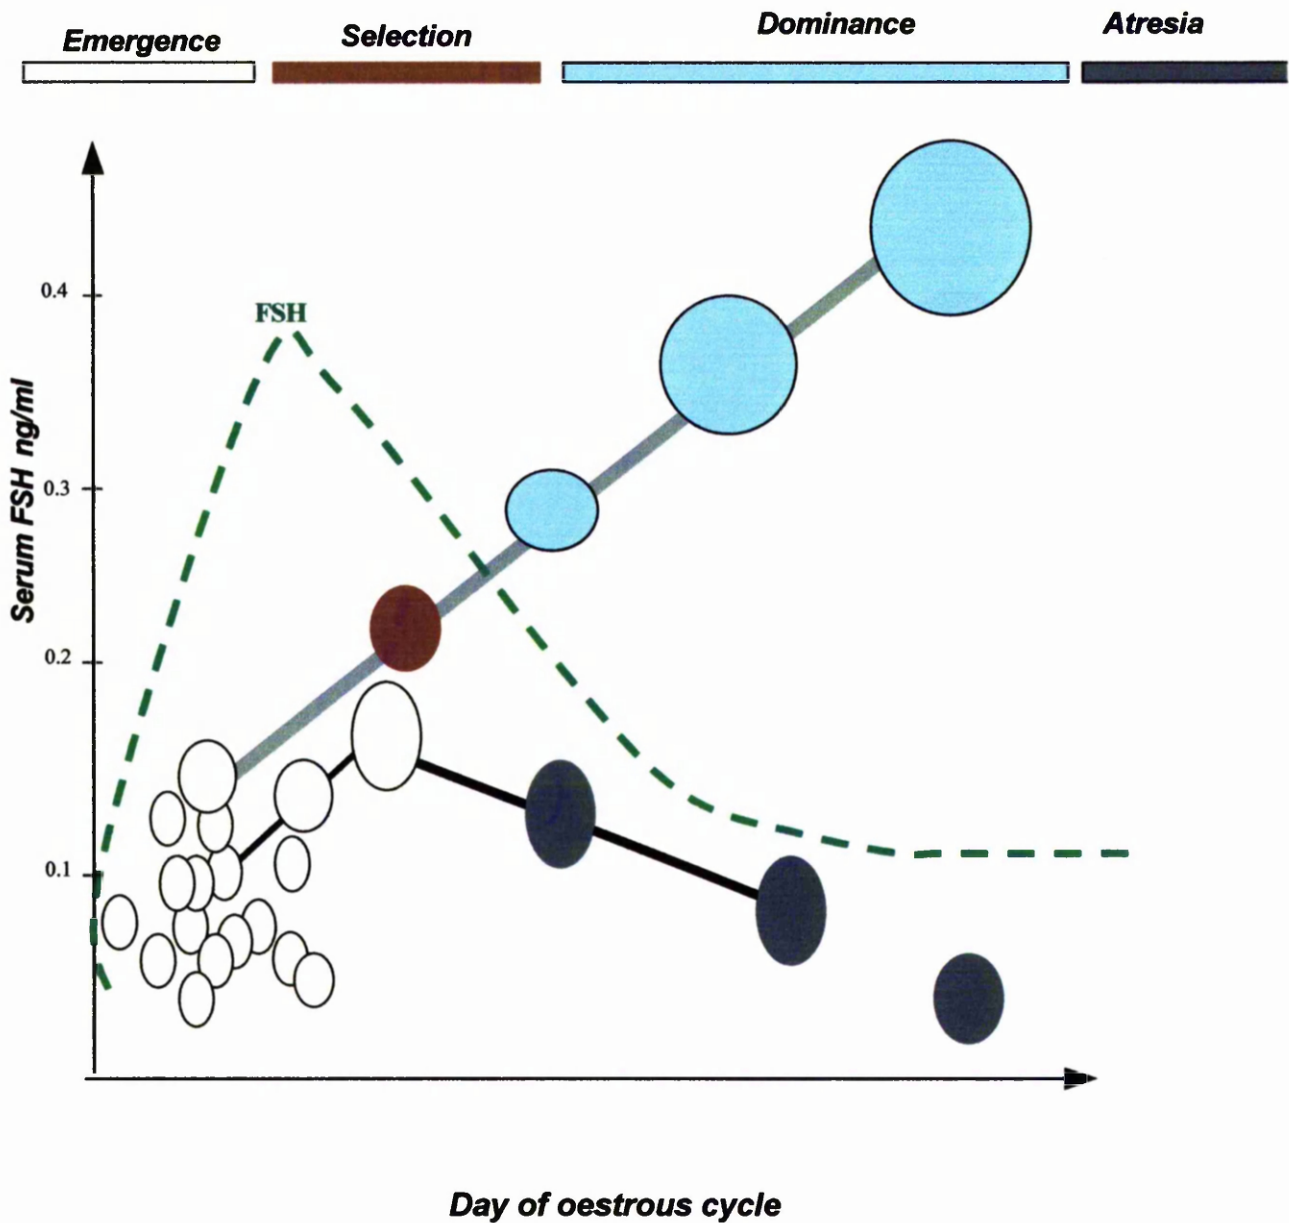 Emergence
Selection
Dominance
Atresia
0.4
FSH
0.3
0.2
0.1
Serum FSH ng/ml
Day of oestrous cycle